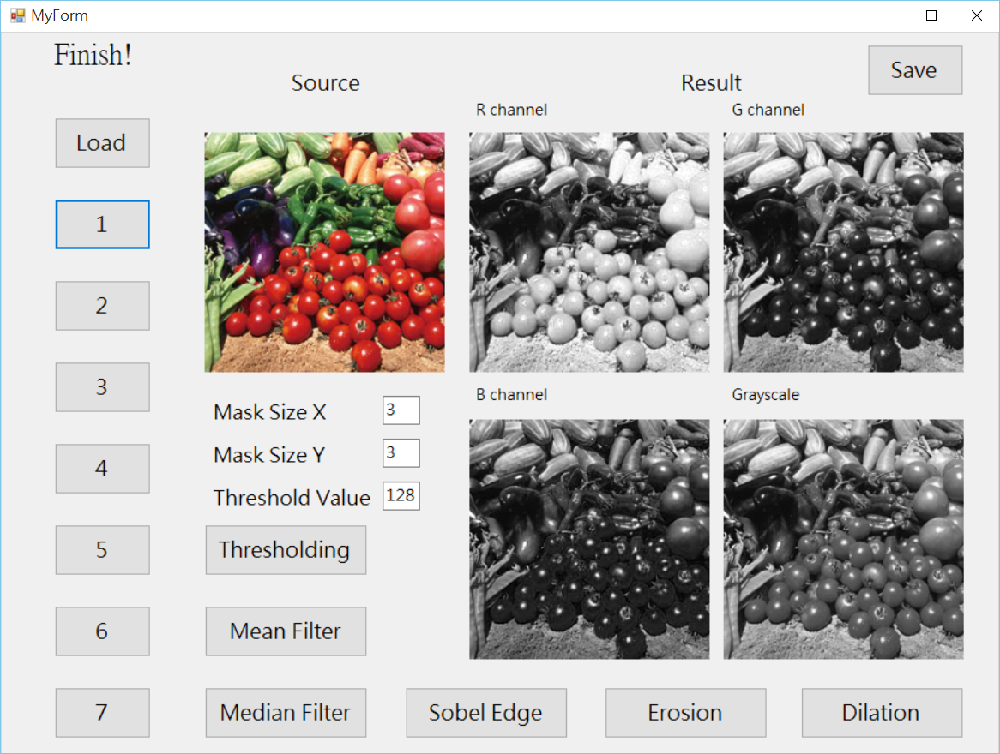 MyForm
Finish!
Save
Source
Result
R channel
G channel
Load
1
2
3
4
5
6
7
B channel
Grayscale
Mask Size X
3
Mask Size Y
3
Threshold Value
128
Thresholding
Mean Filter
Median Filter
Sobel Edge
Erosion
Dilation